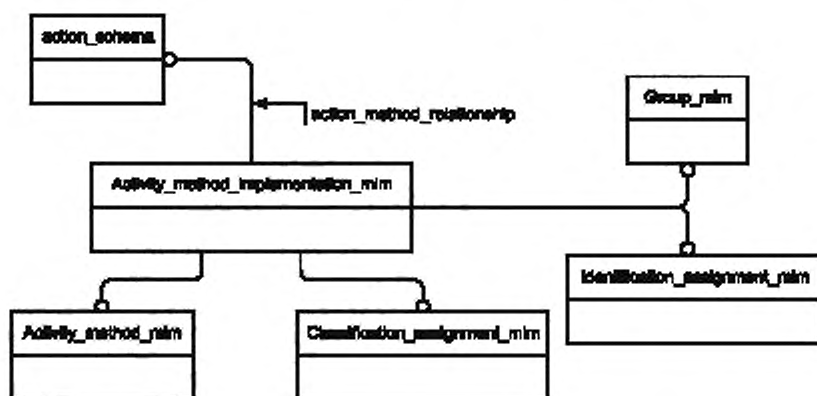 action_schema
Group_mim
action_method_relationship
Activity_method_implementation_mim
Identification_assignment_mim
Activity_method_mim
Classification_assignment_mim